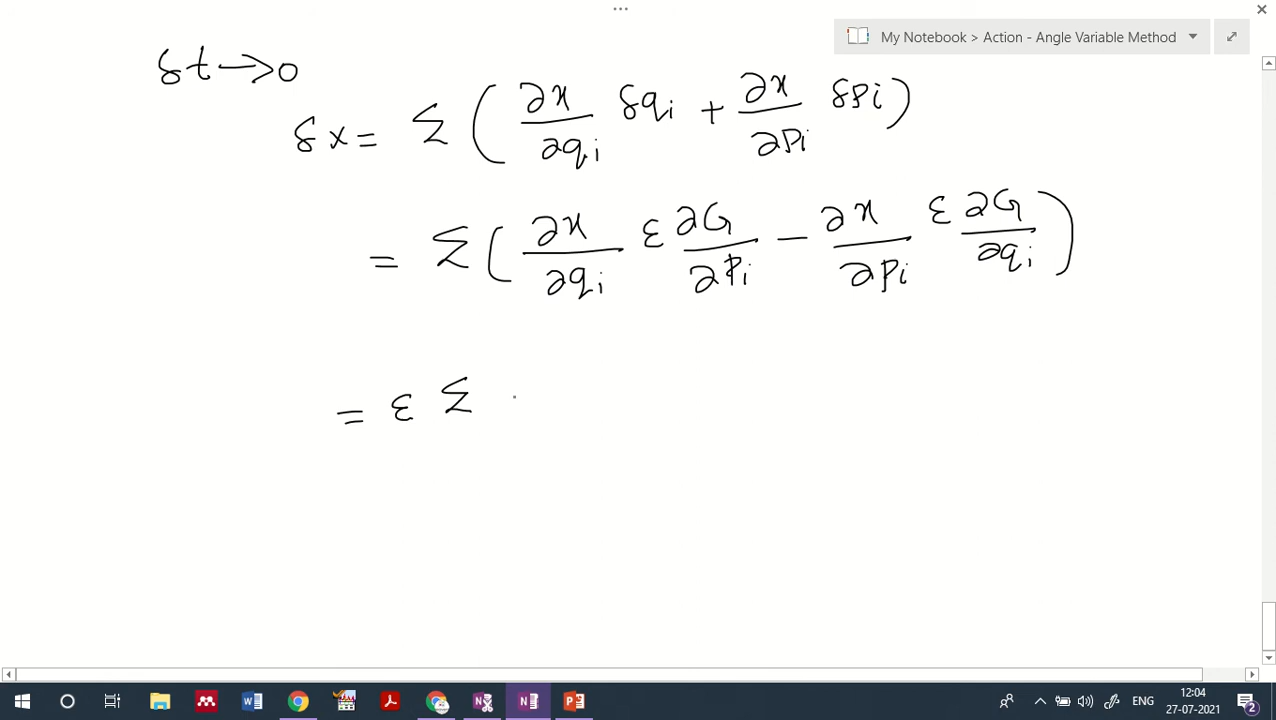 My Notebook > Action - Angle Variable Method
δt → 0
δx = Σ ( ∂x/∂qi δqi + ∂x/∂pi δpi )
= Σ ( ∂x/∂qi ε ∂G/∂pi − ∂x/∂pi ε ∂G/∂qi )
= ε Σ
ENG
12:04
27-07-2021
2